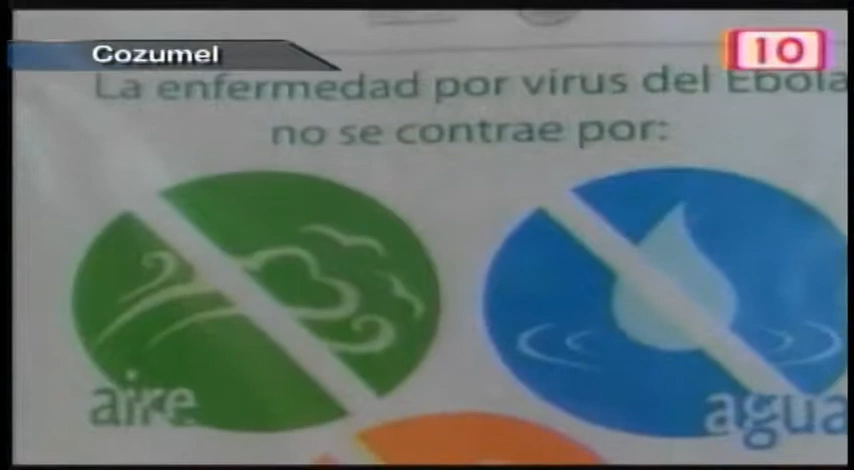 Cozumel
10
La enfermedad por virus del Ebola
no se contrae por:
aire
agua